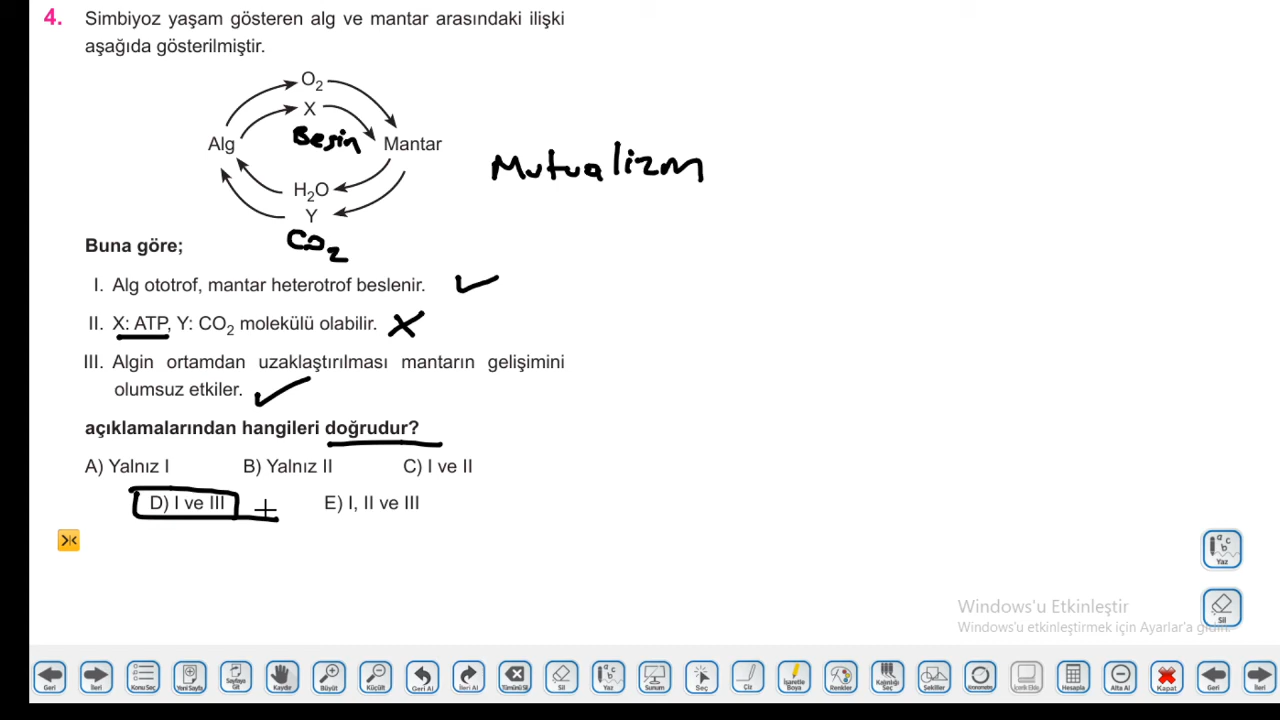 4. Simbiyoz yaşam gösteren alg ve mantar arasındaki ilişki
aşağıda gösterilmiştir.
O2
X
Besin
Alg
Mantar
Mutualizm
H2O
Y
CO2
Buna göre;
I. Alg ototrof, mantar heterotrof beslenir.
II. X: ATP, Y: CO2 molekülü olabilir.
III. Algin ortamdan uzaklaştırılması mantarın gelişimini
olumsuz etkiler.
açıklamalarından hangileri doğrudur?
A) Yalnız I B) Yalnız II C) I ve II
D) I ve III E) I, II ve III
a c b
Yaz
Sil
Windows'u Etkinleştir
Windows'u etkinleştirmek için Ayarlar'a gidin.
Geri İleri Konu Seç Yeni Sayfa Sayfaya Git Kaydır Büyüt Küçült Geri Al İleri Al Tümünü Sil Sil Yaz Sunum Seç Çiz İşaretle Boya Renkler Kalınlığı Seç Şekiller Kronometre İçerik Ekle Hesapla Alta Al Kapat Geri İleri